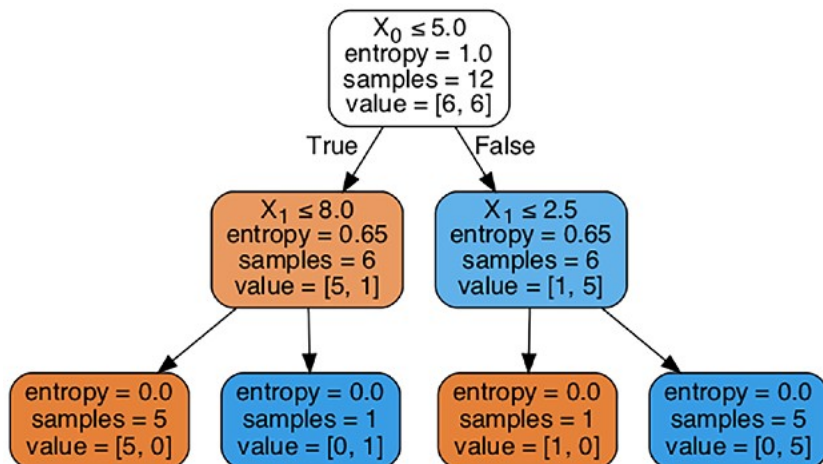 X₀ ≤ 5.0
entropy = 1.0
samples = 12
value = [6, 6]
True
False
X₁ ≤ 8.0
entropy = 0.65
samples = 6
value = [5, 1]
X₁ ≤ 2.5
entropy = 0.65
samples = 6
value = [1, 5]
entropy = 0.0
samples = 5
value = [5, 0]
entropy = 0.0
samples = 1
value = [0, 1]
entropy = 0.0
samples = 1
value = [1, 0]
entropy = 0.0
samples = 5
value = [0, 5]